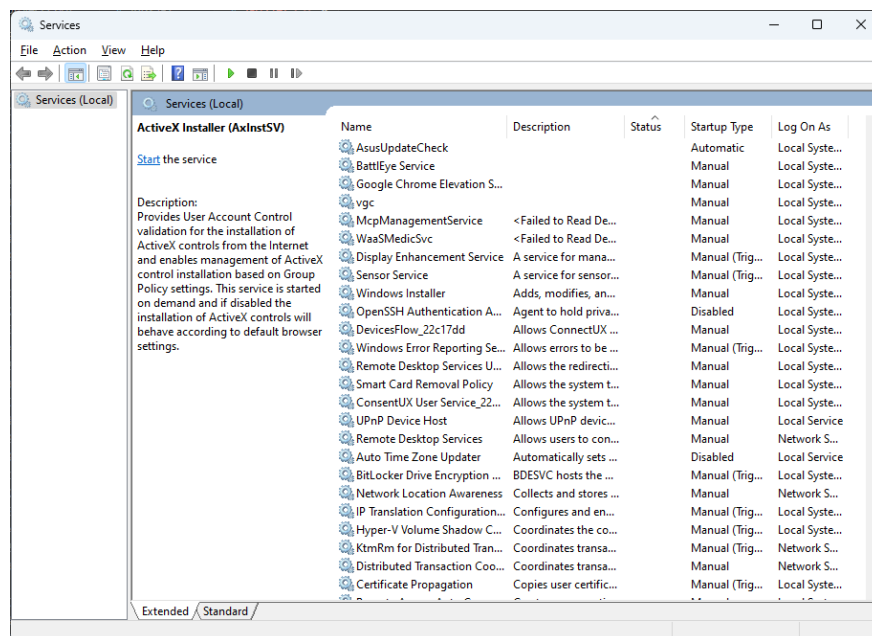 Services
File Action View Help
Services (Local)
Services (Local)
ActiveX Installer (AxInstSV)
Start the service
Description:
Provides User Account Control
validation for the installation of
ActiveX controls from the Internet
and enables management of ActiveX
control installation based on Group
Policy settings. This service is started
on demand and if disabled the
installation of ActiveX controls will
behave according to default browser
settings.
Name Description Status Startup Type Log On As
AsusUpdateCheck Automatic Local Syste...
BattlEye Service Manual Local Syste...
Google Chrome Elevation S... Manual Local Syste...
vgc Manual Local Syste...
McpManagementService <Failed to Read De... Manual Local Syste...
WaaSMedicSvc <Failed to Read De... Manual Local Syste...
Display Enhancement Service A service for mana... Manual (Trig... Local Syste...
Sensor Service A service for sensor... Manual (Trig... Local Syste...
Windows Installer Adds, modifies, an... Manual Local Syste...
OpenSSH Authentication A... Agent to hold priva... Disabled Local Syste...
DevicesFlow_22c17dd Allows ConnectUX ... Manual Local Syste...
Windows Error Reporting Se... Allows errors to be ... Manual (Trig... Local Syste...
Remote Desktop Services U... Allows the redirecti... Manual Local Syste...
Smart Card Removal Policy Allows the system t... Manual Local Syste...
ConsentUX User Service_22... Allows the system t... Manual Local Syste...
UPnP Device Host Allows UPnP devic... Manual Local Service
Remote Desktop Services Allows users to con... Manual Network S...
Auto Time Zone Updater Automatically sets ... Disabled Local Service
BitLocker Drive Encryption ... BDESVC hosts the ... Manual (Trig... Local Syste...
Network Location Awareness Collects and stores ... Manual Network S...
IP Translation Configuration... Configures and en... Manual (Trig... Local Syste...
Hyper-V Volume Shadow C... Coordinates the co... Manual (Trig... Local Syste...
KtmRm for Distributed Tran... Coordinates transa... Manual (Trig... Network S...
Distributed Transaction Coo... Coordinates transa... Manual Network S...
Certificate Propagation Copies user certific... Manual (Trig... Local Syste...
Extended Standard